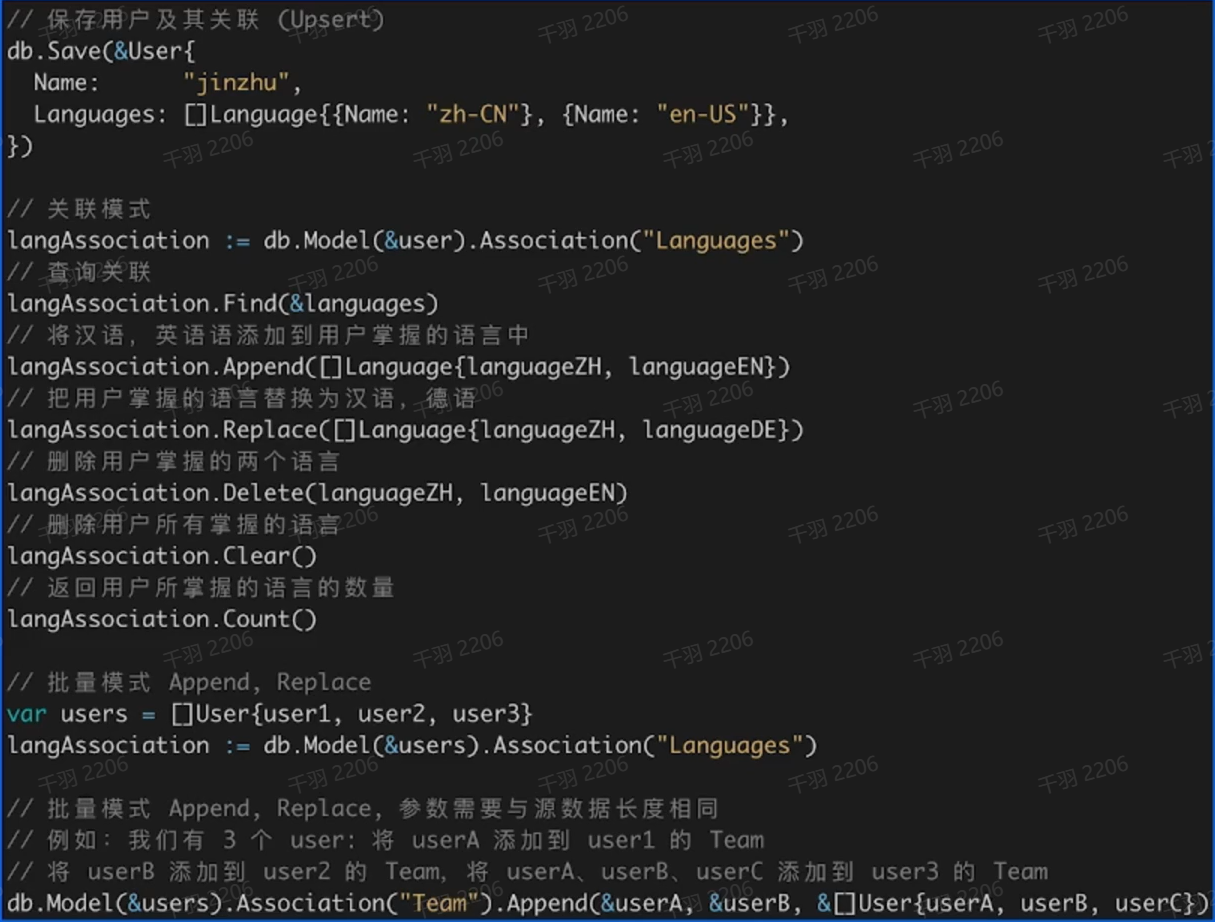 // 保存用户及其关联 (Upsert)
db.Save(&User{
  Name:      "jinzhu",
  Languages: []Language{{Name: "zh-CN"}, {Name: "en-US"}},
})

// 关联模式
langAssociation := db.Model(&user).Association("Languages")
// 查询关联
langAssociation.Find(&languages)
// 将汉语, 英语语添加到用户掌握的语言中
langAssociation.Append([]Language{languageZH, languageEN})
// 把用户掌握的语言替换为汉语, 德语
langAssociation.Replace([]Language{languageZH, languageDE})
// 删除用户掌握的两个语言
langAssociation.Delete(languageZH, languageEN)
// 删除用户所有掌握的语言
langAssociation.Clear()
// 返回用户所掌握的语言的数量
langAssociation.Count()

// 批量模式 Append, Replace
var users = []User{user1, user2, user3}
langAssociation := db.Model(&users).Association("Languages")

// 批量模式 Append, Replace, 参数需要与源数据长度相同
// 例如: 我们有 3 个 user: 将 userA 添加到 user1 的 Team
// 将 userB 添加到 user2 的 Team, 将 userA、userB、userC 添加到 user3 的 Team
db.Model(&users).Association("Team").Append(&userA, &userB, &[]User{userA, userB, userC})
千羽 2206